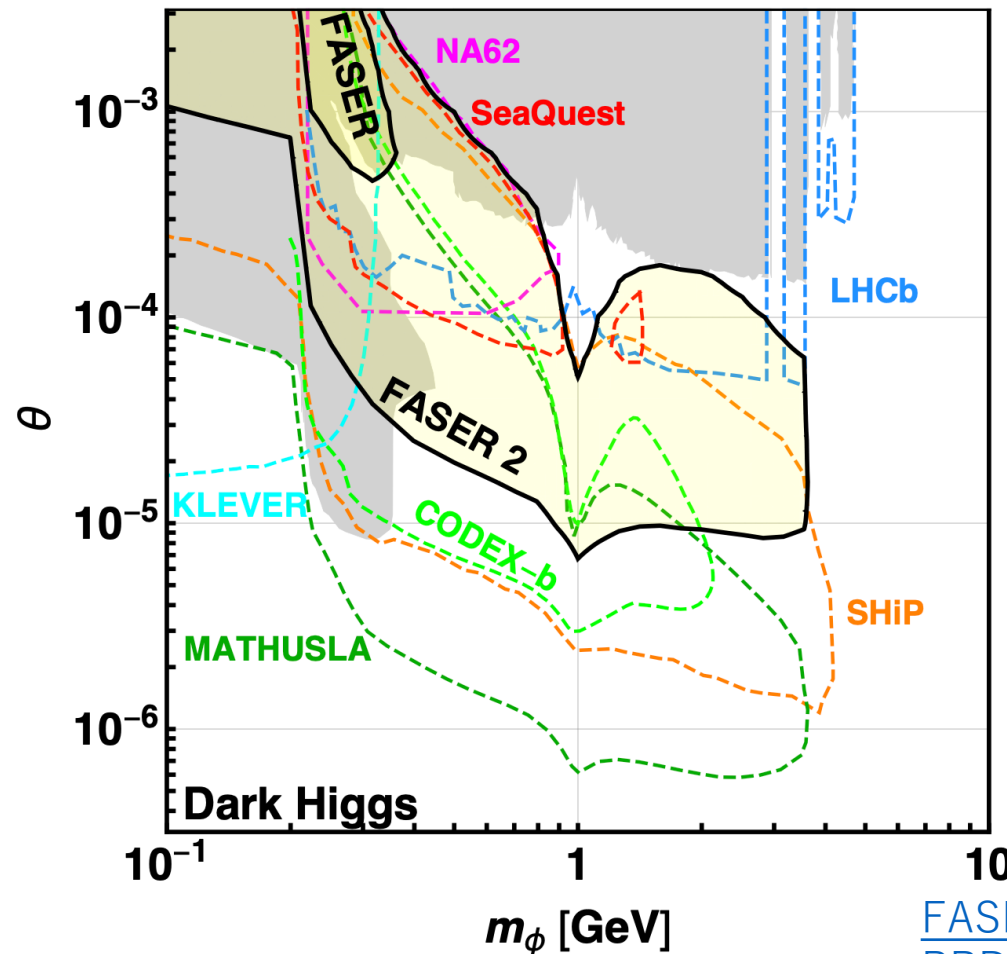 NA62
FASER
SeaQuest
10⁻³
LHCb
10⁻⁴
θ
FASER 2
KLEVER
10⁻⁵
CODEX–b
SHiP
MATHUSLA
10⁻⁶
Dark Higgs
10⁻¹
1
10
m_ϕ [GeV]